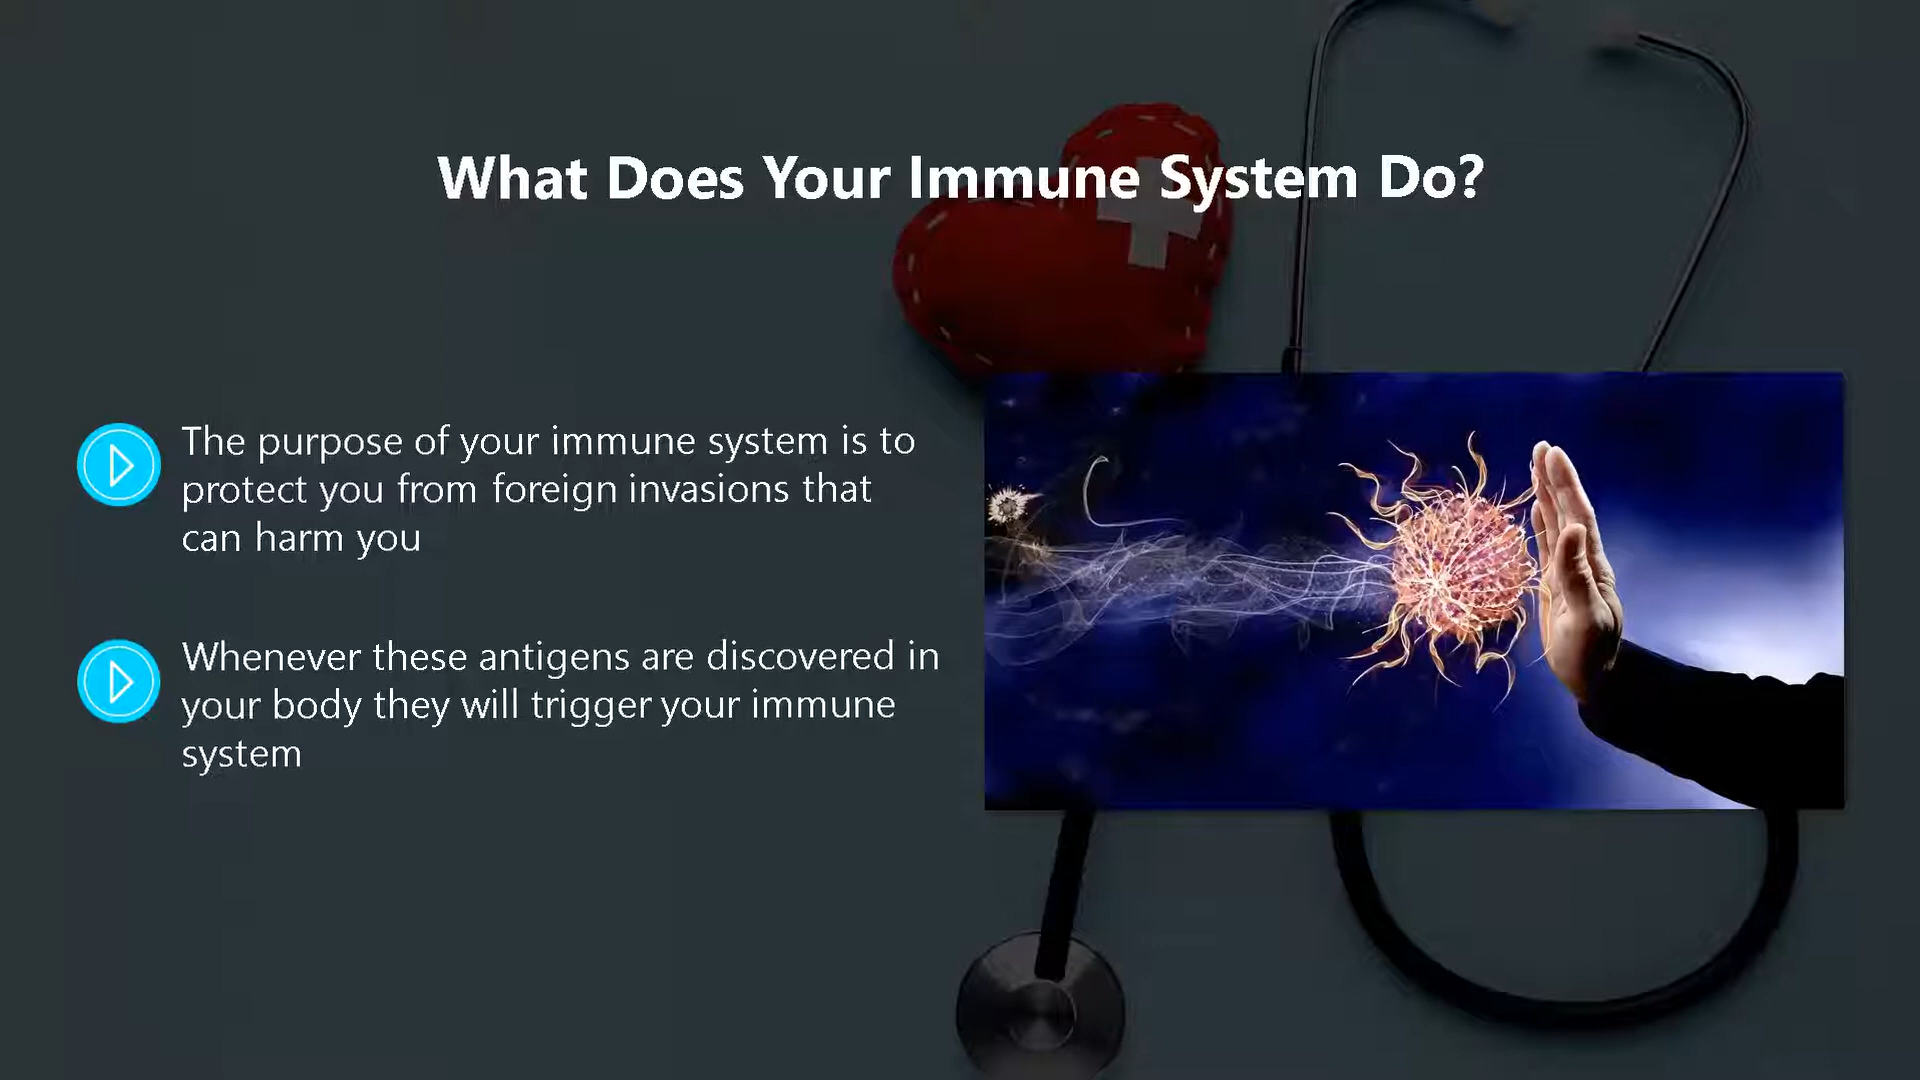 What Does Your Immune System Do?
The purpose of your immune system is to
protect you from foreign invasions that
can harm you
Whenever these antigens are discovered in
your body they will trigger your immune
system